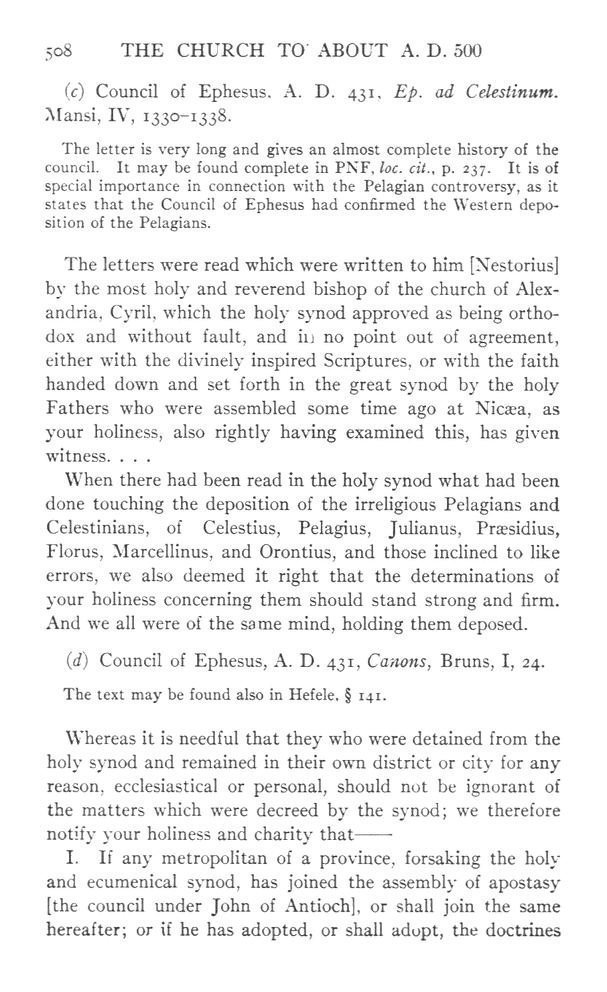 508 THE CHURCH TO ABOUT A. D. 500
(c) Council of Ephesus. A. D. 431, Ep. ad Celestinum.
Mansi, IV, 1330–1338.
The letter is very long and gives an almost complete history of the
council. It may be found complete in PNF, loc. cit., p. 237. It is of
special importance in connection with the Pelagian controversy, as it
states that the Council of Ephesus had confirmed the Western depo-
sition of the Pelagians.
The letters were read which were written to him [Nestorius]
by the most holy and reverend bishop of the church of Alex-
andria, Cyril, which the holy synod approved as being ortho-
dox and without fault, and in no point out of agreement,
either with the divinely inspired Scriptures, or with the faith
handed down and set forth in the great synod by the holy
Fathers who were assembled some time ago at Nicæa, as
your holiness, also rightly having examined this, has given
witness. . . .
When there had been read in the holy synod what had been
done touching the deposition of the irreligious Pelagians and
Celestinians, of Celestius, Pelagius, Julianus, Præsidius,
Florus, Marcellinus, and Orontius, and those inclined to like
errors, we also deemed it right that the determinations of
your holiness concerning them should stand strong and firm.
And we all were of the same mind, holding them deposed.
(d) Council of Ephesus, A. D. 431, Canons, Bruns, I, 24.
The text may be found also in Hefele, § 141.
Whereas it is needful that they who were detained from the
holy synod and remained in their own district or city for any
reason, ecclesiastical or personal, should not be ignorant of
the matters which were decreed by the synod; we therefore
notify your holiness and charity that——
I. If any metropolitan of a province, forsaking the holy
and ecumenical synod, has joined the assembly of apostasy
[the council under John of Antioch], or shall join the same
hereafter; or if he has adopted, or shall adopt, the doctrines